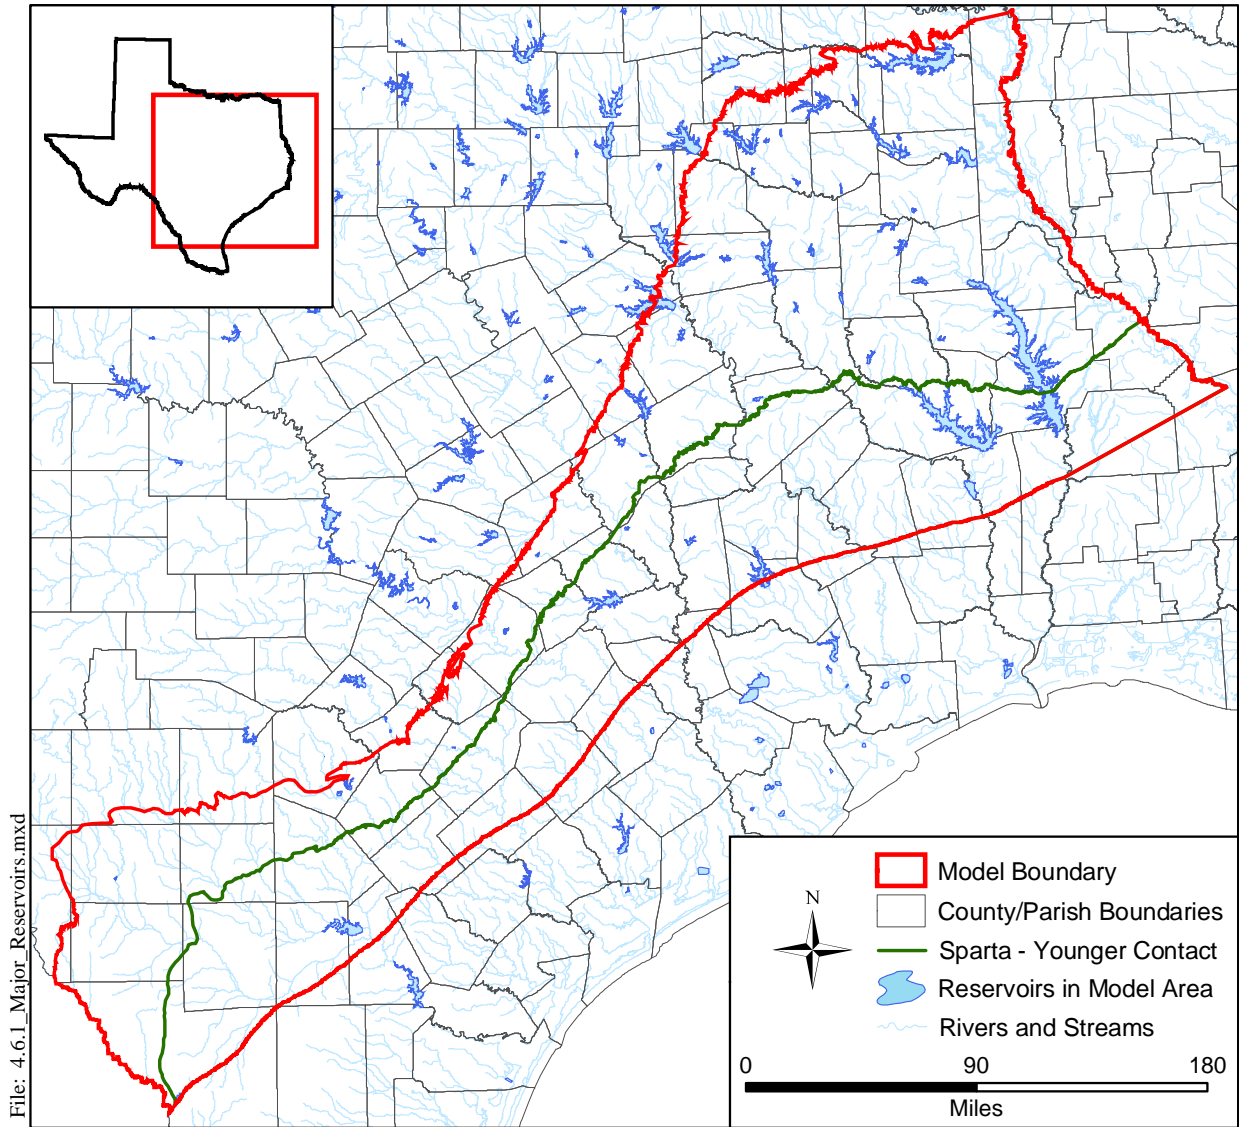 N
Model Boundary
County/Parish Boundaries
Sparta - Younger Contact
Reservoirs in Model Area
Rivers and Streams
0 90 180
Miles
File: 4.6.1_Major_Reservoirs.mxd